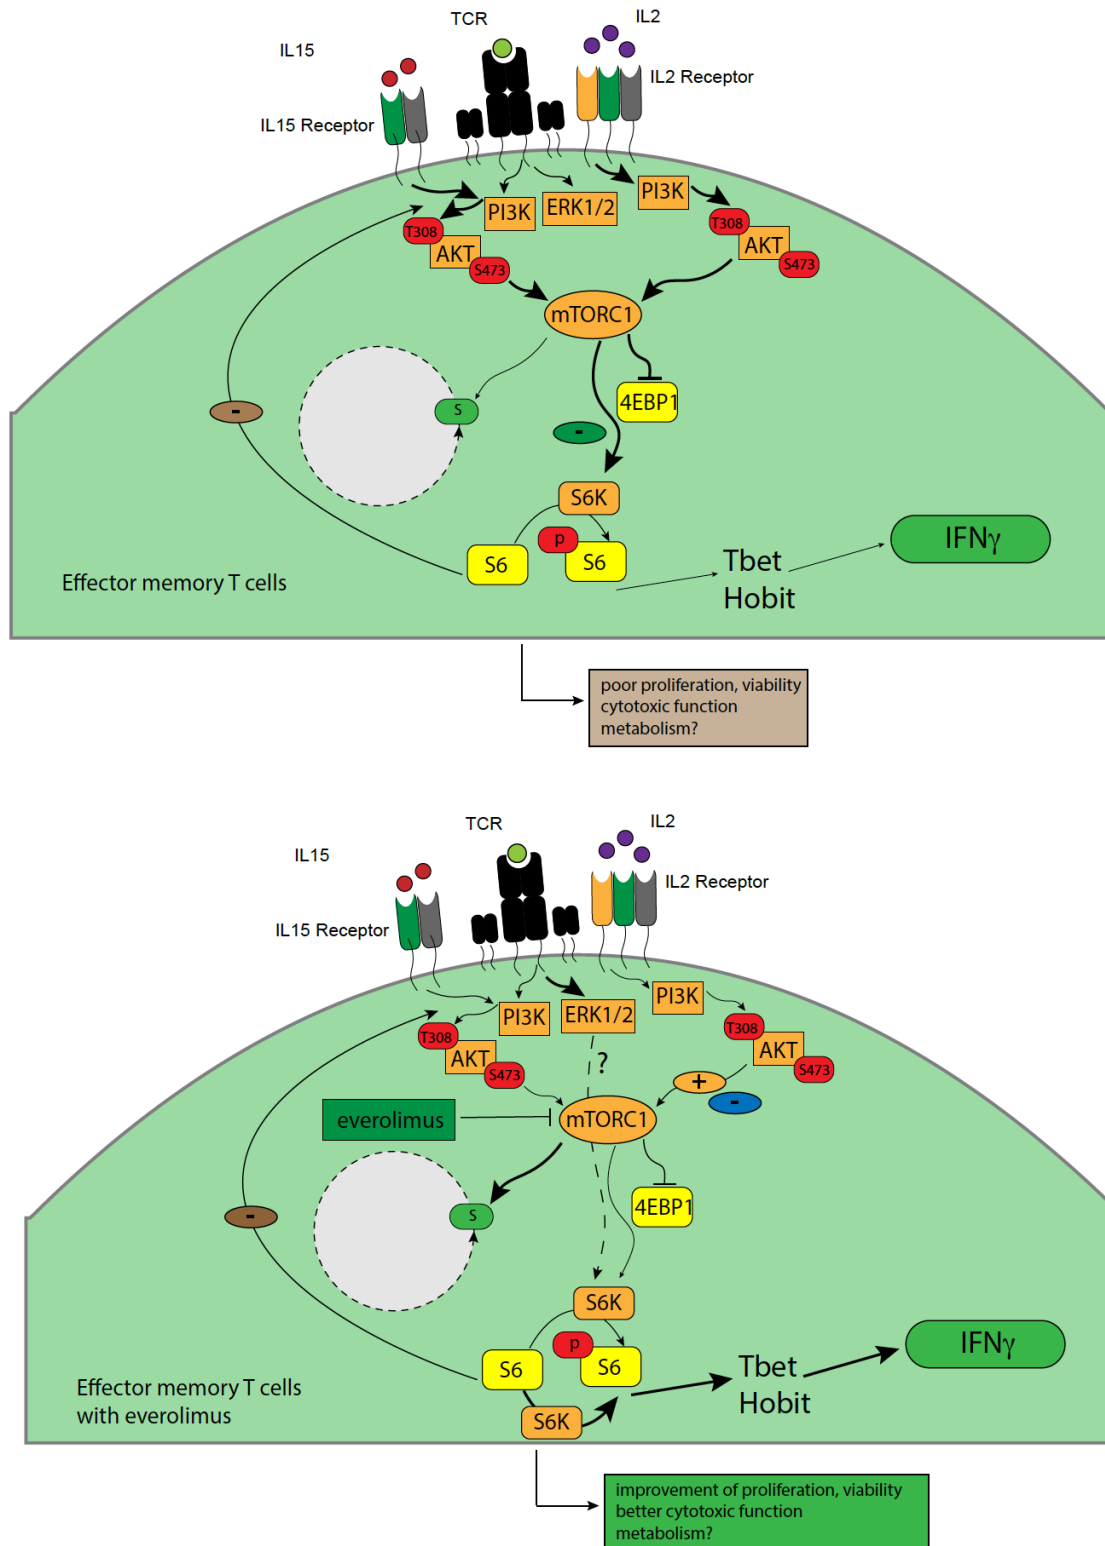 TCR
IL2
IL15
IL2 Receptor
IL15 Receptor
PI3K
ERK1/2
PI3K
T308
AKT
S473
T308
AKT
S473
mTORC1
S
-
4EBP1
-
S6K
p
S6
S6
IFNγ
Tbet
Hobit
Effector memory T cells
poor proliferation, viability
cytotoxic function
metabolism?
TCR
IL2
IL15
IL2 Receptor
IL15 Receptor
PI3K
ERK1/2
PI3K
T308
AKT
S473
?
T308
AKT
S473
+
-
everolimus
mTORC1
S
-
4EBP1
S6K
p
S6
S6
S6K
IFNγ
Tbet
Hobit
Effector memory T cells
with everolimus
improvement of proliferation, viability
better cytotoxic function
metabolism?